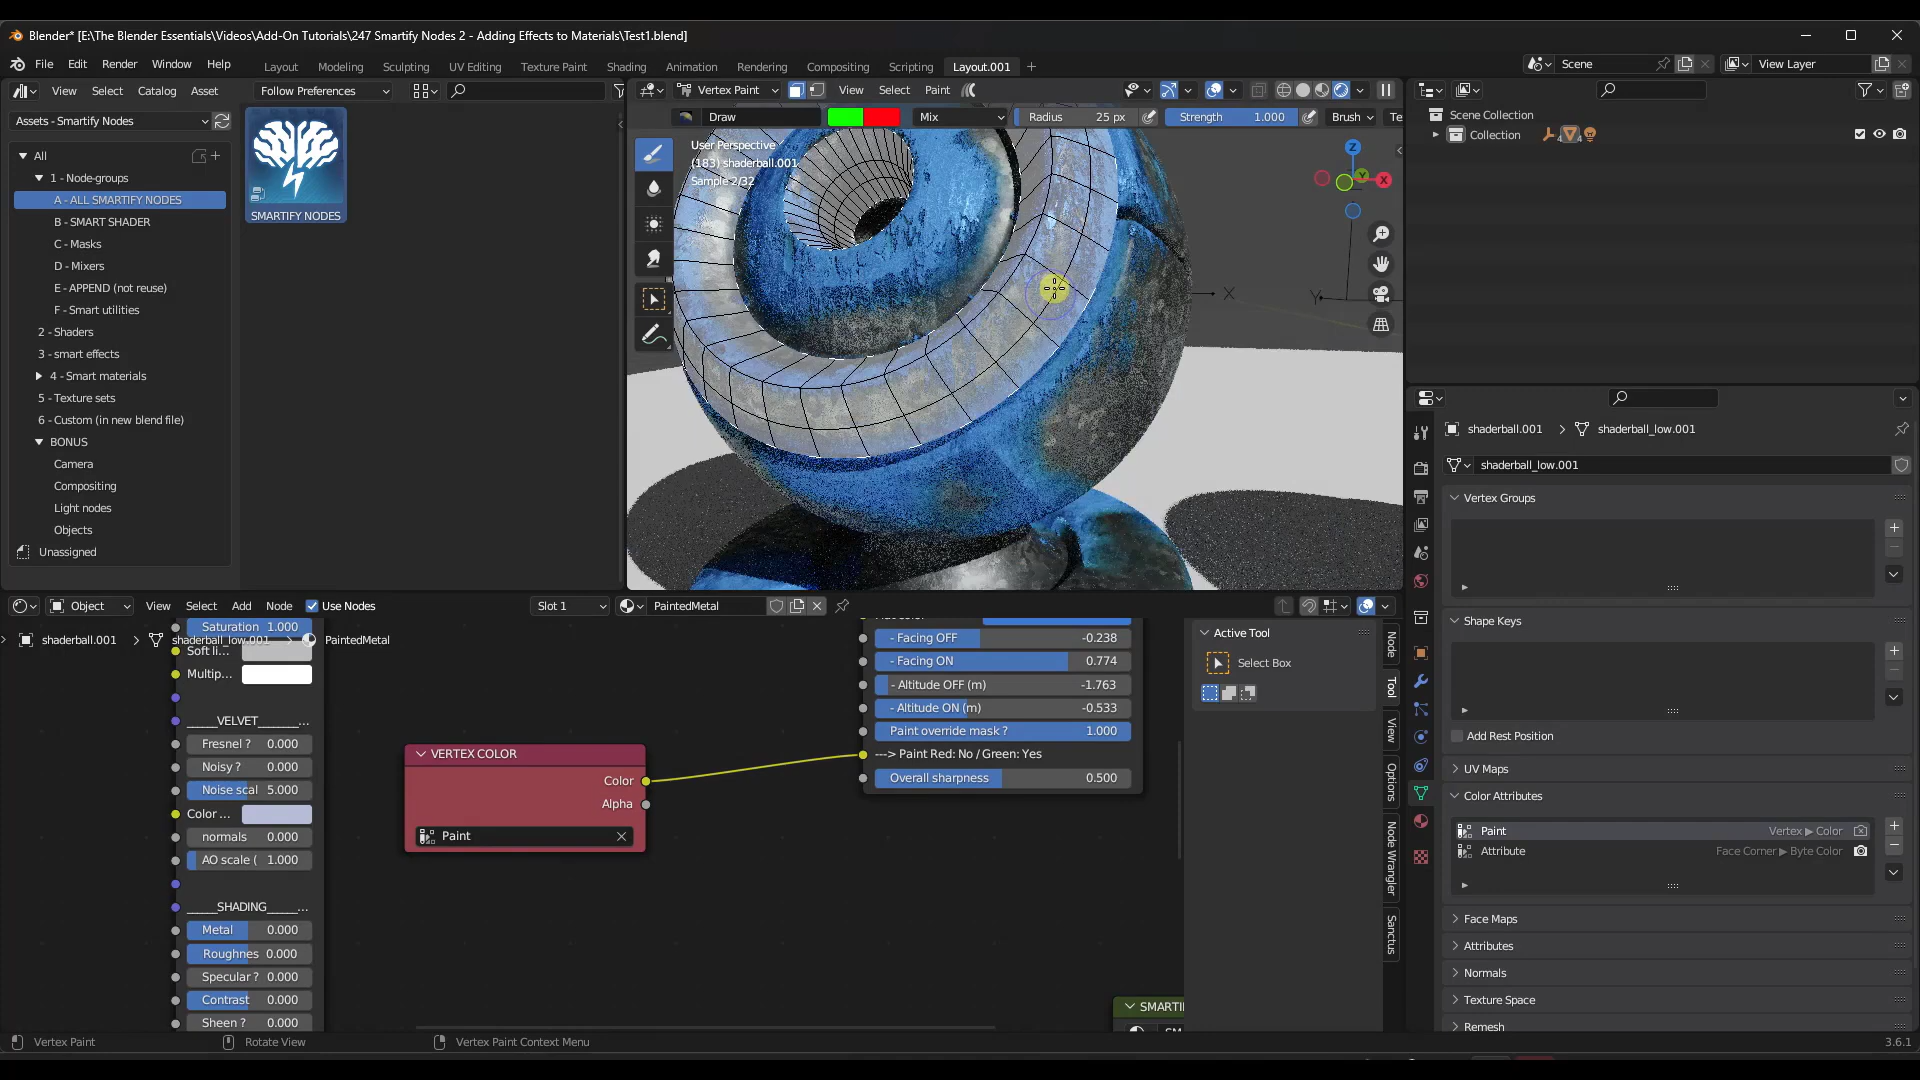 Blender* [E:\The Blender Essentials\Videos\Add-On Tutorials\247 Smartify Nodes 2 - Adding Effects to Materials\Test1.blend]
File Edit Render Window Help Layout Modeling Sculpting UV Editing Texture Paint Shading Animation Rendering Compositing Scripting Layout.001 + Scene View Layer
View Select Catalog Asset Follow Preferences
Vertex Paint View Select Paint
Assets - Smartify Nodes
Draw Mix Radius 25 px Strength 1.000 Brush Te
Scene Collection
Collection
All
1 - Node-groups
A - ALL SMARTIFY NODES
B - SMART SHADER
C - Masks
D - Mixers
E - APPEND (not reuse)
F - Smart utilities
2 - Shaders
3 - smart effects
4 - Smart materials
5 - Texture sets
6 - Custom (in new blend file)
BONUS
Camera
Compositing
Light nodes
Objects
Unassigned
SMARTIFY NODES
User Perspective
(183) shaderball.001
Sample 2/32
Z
Y
X
X
Y
shaderball.001 > shaderball_low.001
shaderball_low.001
Vertex Groups
Shape Keys
Add Rest Position
UV Maps
Color Attributes
Paint Vertex ▶ Color
Attribute Face Corner ▶ Byte Color
Face Maps
Attributes
Normals
Texture Space
Remesh
Object View Select Add Node Use Nodes Slot 1 PaintedMetal
Saturation 1.000
shaderball.001 > shaderball_low.001 > PaintedMetal
Soft li...
Multip...
_____VELVET_______...
Fresnel ? 0.000
Noisy ? 0.000
Noise scal 5.000
Color ...
normals 0.000
AO scale ( 1.000
_____SHADING_____...
Metal 0.000
Roughnes 0.000
Specular ? 0.000
Contrast 0.000
Sheen ? 0.000
VERTEX COLOR
Color
Alpha
Paint
- Facing OFF -0.238
- Facing ON 0.774
- Altitude OFF (m) -1.763
- Altitude ON (m) -0.533
Paint override mask ? 1.000
---> Paint Red: No / Green: Yes
Overall sharpness 0.500
SMARTI
Active Tool
Select Box
Node
Tool
View
Options
Node Wrangler
Sanctus
Vertex Paint Rotate View Vertex Paint Context Menu 3.6.1